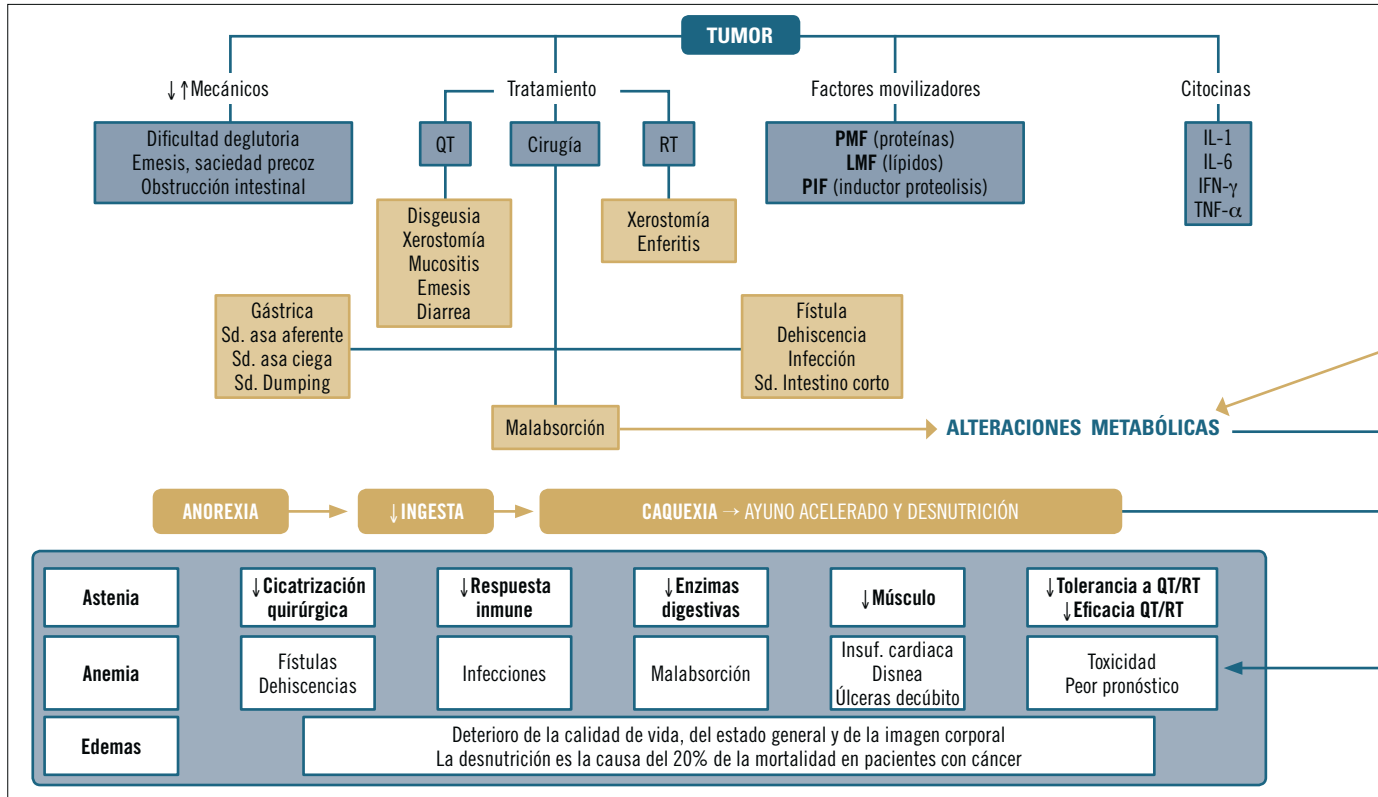 TUMOR
↓↑Mecánicos
Tratamiento
Factores movilizadores
Citocinas
Dificultad deglutoria
Emesis, saciedad precoz
Obstrucción intestinal
QT
Cirugía
RT
PMF (proteínas)
LMF (lípidos)
PIF (inductor proteolisis)
IL-1
IL-6
IFN-γ
TNF-α
Disgeusia
Xerostomía
Mucositis
Emesis
Diarrea
Xerostomía
Enferitis
Gástrica
Sd. asa aferente
Sd. asa ciega
Sd. Dumping
Fístula
Dehiscencia
Infección
Sd. Intestino corto
Malabsorción
ALTERACIONES METABÓLICAS
ANOREXIA
↓INGESTA
CAQUEXIA → AYUNO ACELERADO Y DESNUTRICIÓN
Astenia
↓Cicatrización
quirúrgica
↓Respuesta
inmune
↓Enzimas
digestivas
↓Músculo
↓Tolerancia a QT/RT
↓Eficacia QT/RT
Anemia
Fístulas
Dehiscencias
Infecciones
Malabsorción
Insuf. cardiaca
Disnea
Úlceras decúbito
Toxicidad
Peor pronóstico
Edemas
Deterioro de la calidad de vida, del estado general y de la imagen corporal
La desnutrición es la causa del 20% de la mortalidad en pacientes con cáncer